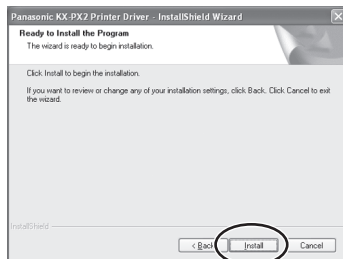 Panasonic KX-PX2 Printer Driver - InstallShield Wizard
Ready to Install the Program
The wizard is ready to begin installation.
Click Install to begin the installation.
If you want to review or change any of your installation settings, click Back. Click Cancel to exit
the wizard.
InstallShield
< Back Install Cancel